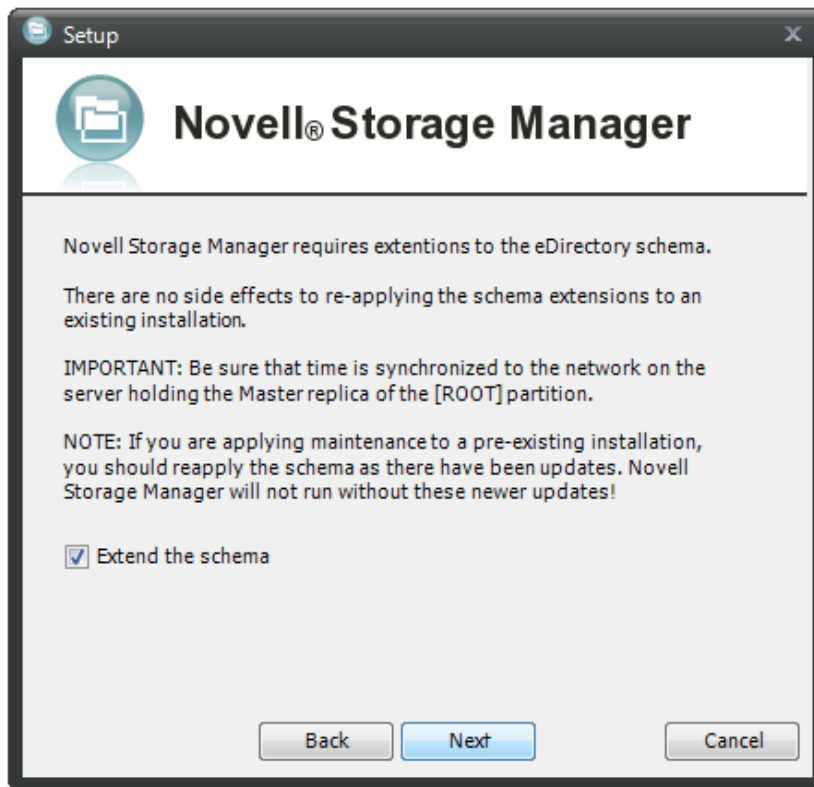 Setup
x
Novell® Storage Manager
Novell Storage Manager requires extentions to the eDirectory schema.
There are no side effects to re-applying the schema extensions to an
existing installation.
IMPORTANT: Be sure that time is synchronized to the network on the
server holding the Master replica of the [ROOT] partition.
NOTE: If you are applying maintenance to a pre-existing installation,
you should reapply the schema as there have been updates. Novell
Storage Manager will not run without these newer updates!
Extend the schema
Back Next Cancel